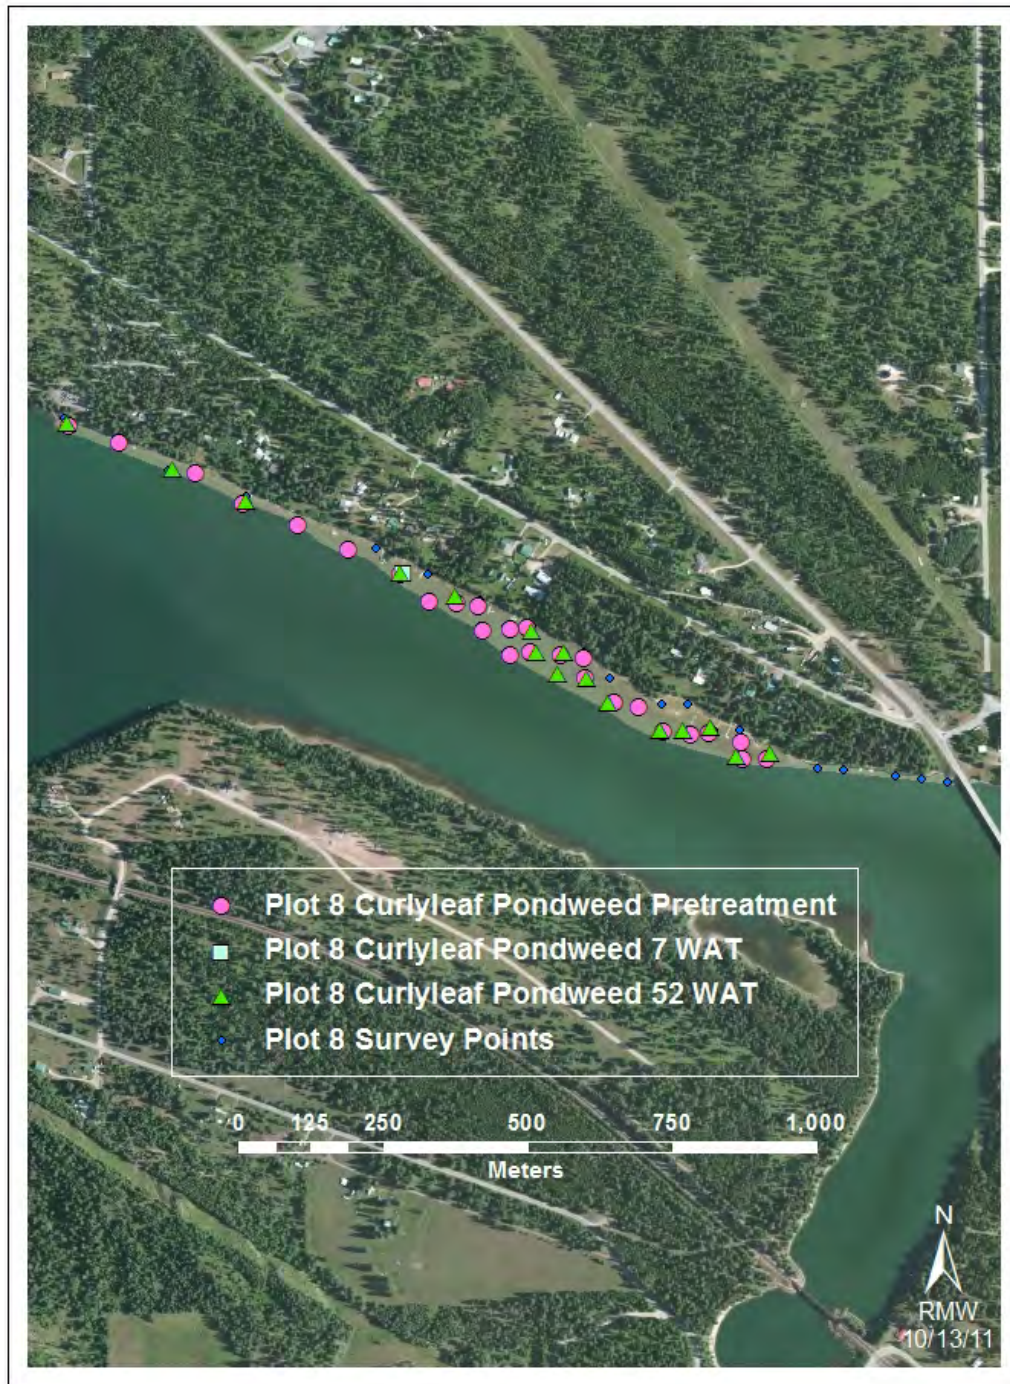 Plot 8 Curlyleaf Pondweed Pretreatment
Plot 8 Curlyleaf Pondweed 7 WAT
Plot 8 Curlyleaf Pondweed 52 WAT
Plot 8 Survey Points
0 125 250 500 750 1,000
Meters
N
RMW
10/13/11